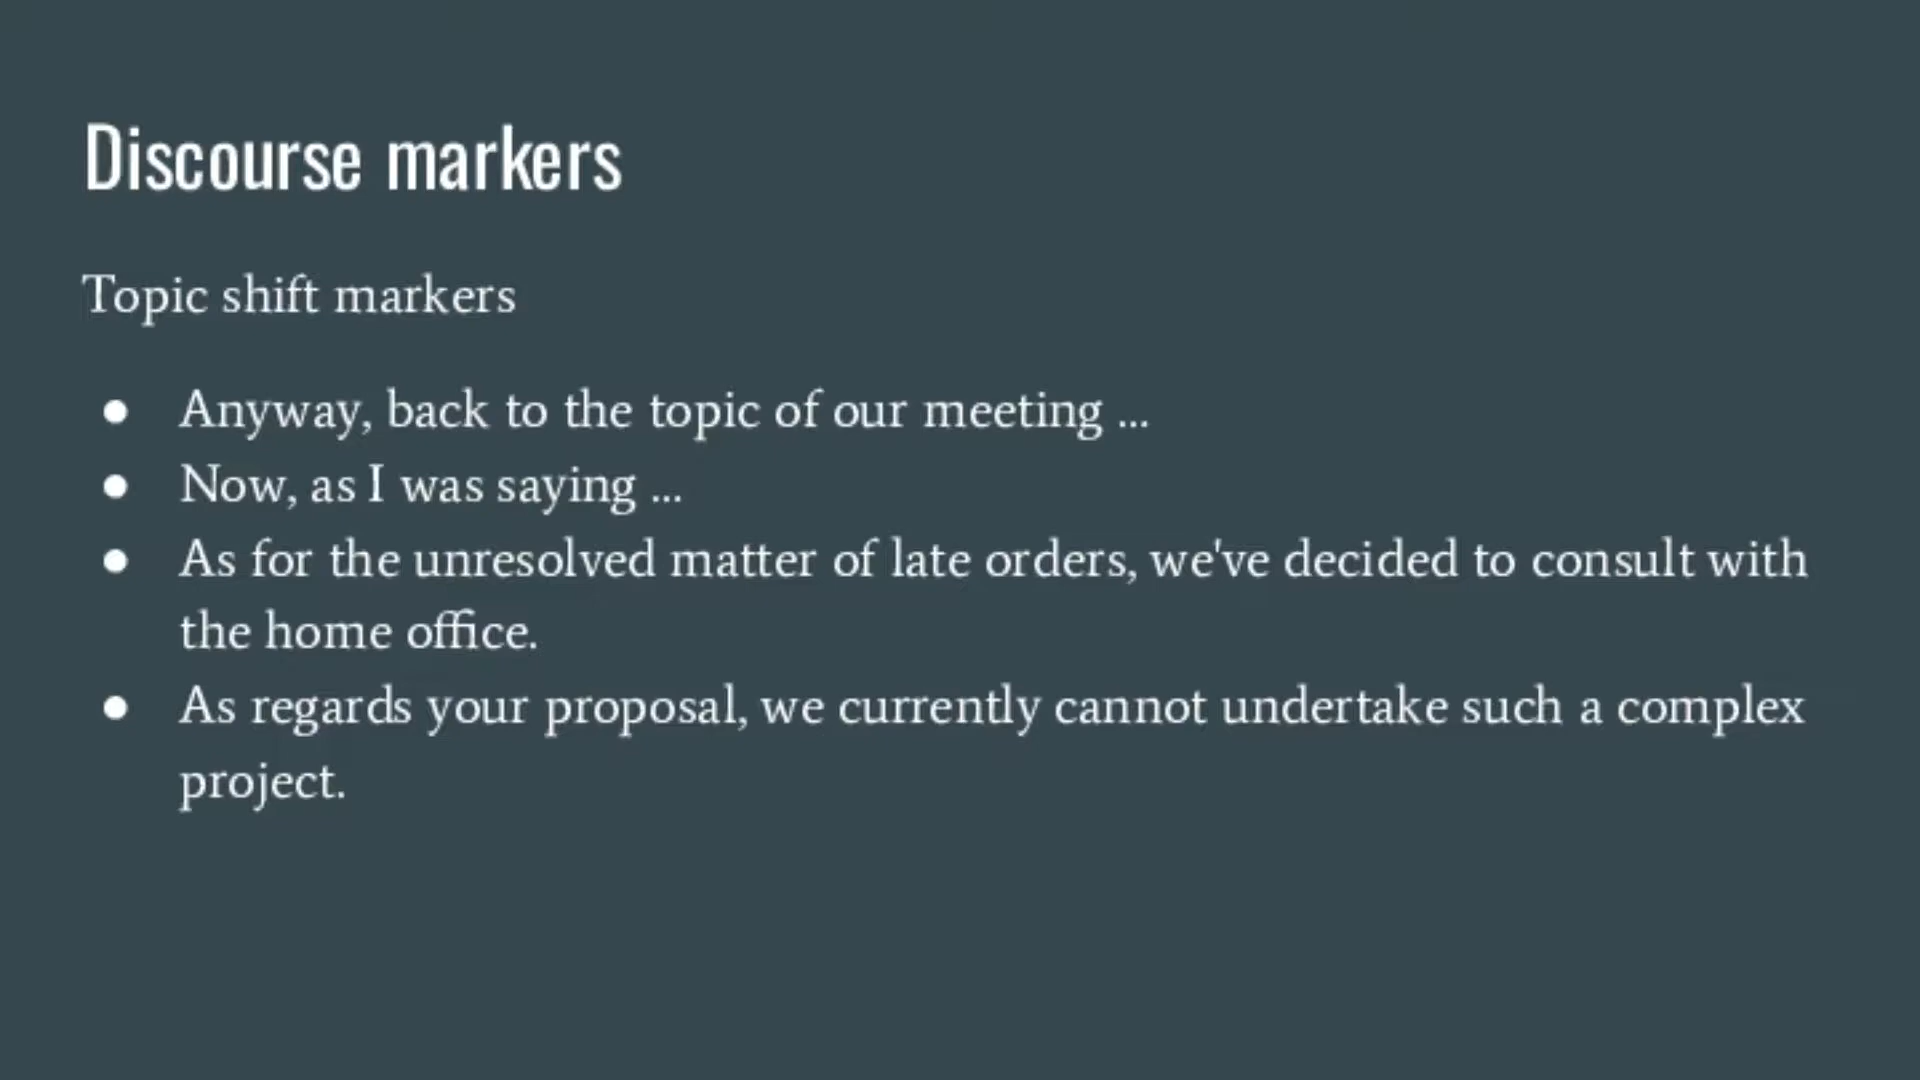 Discourse markers
Topic shift markers
● Anyway, back to the topic of our meeting ...
● Now, as I was saying ...
● As for the unresolved matter of late orders, we've decided to consult with
the home office.
● As regards your proposal, we currently cannot undertake such a complex
project.